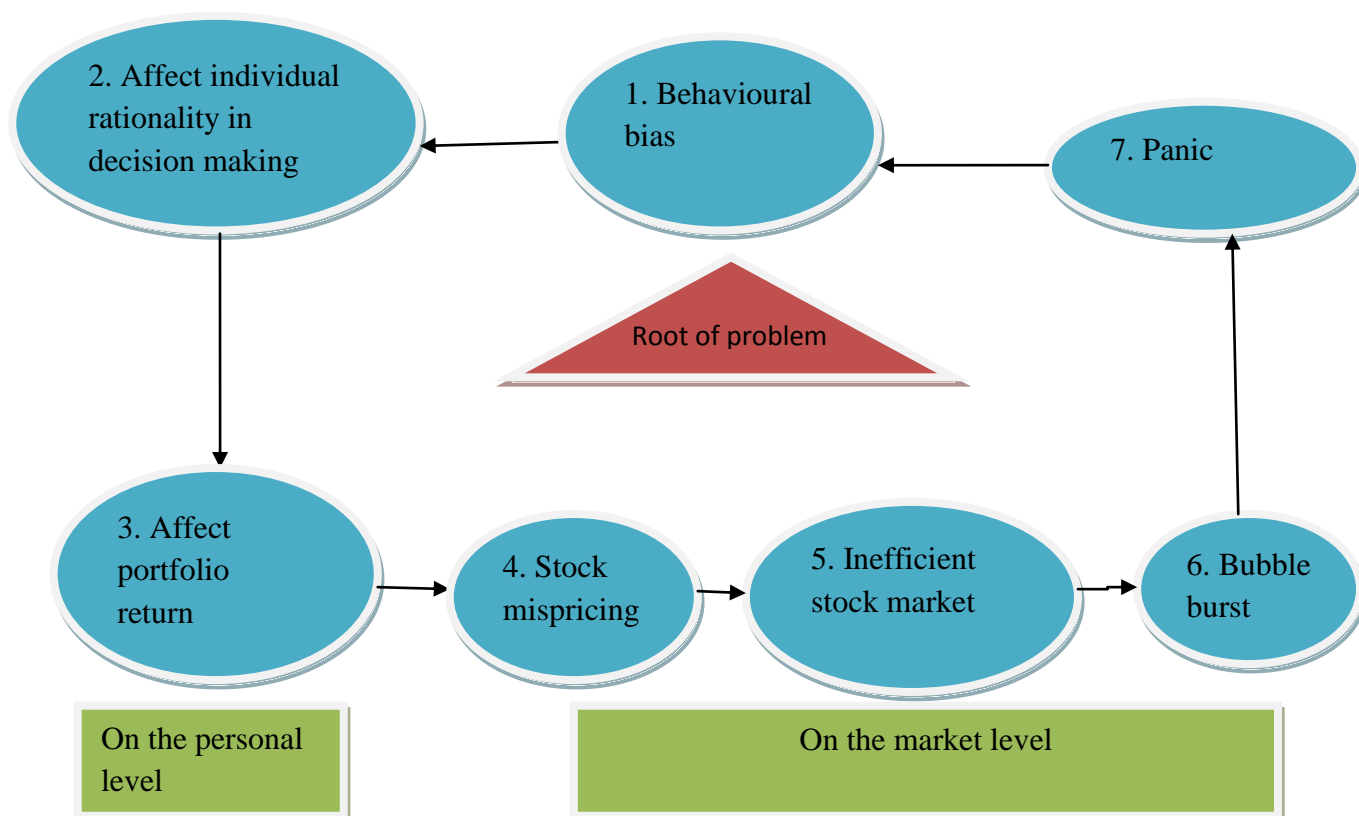 2. Affect individual
rationality in
decision making
1. Behavioural
bias
7. Panic
Root of problem
3. Affect
portfolio
return
4. Stock
mispricing
5. Inefficient
stock market
6. Bubble
burst
On the personal
level
On the market level